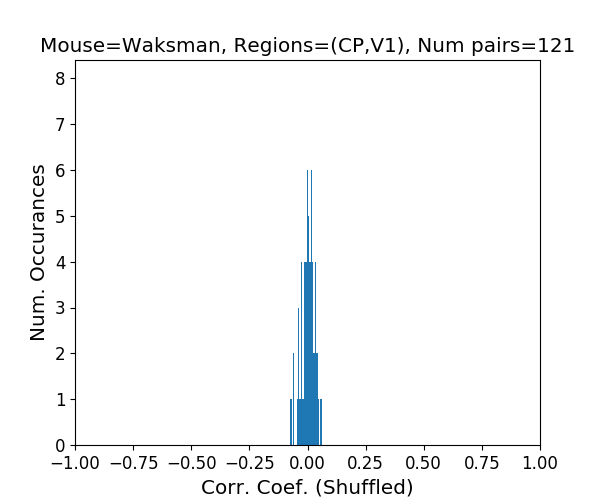 Mouse=Waksman, Regions=(CP,V1), Num pairs=121
8
7
6
5
4
3
2
1
0
Num. Occurances
−1.00 −0.75 −0.50 −0.25 0.00 0.25 0.50 0.75 1.00
Corr. Coef. (Shuffled)